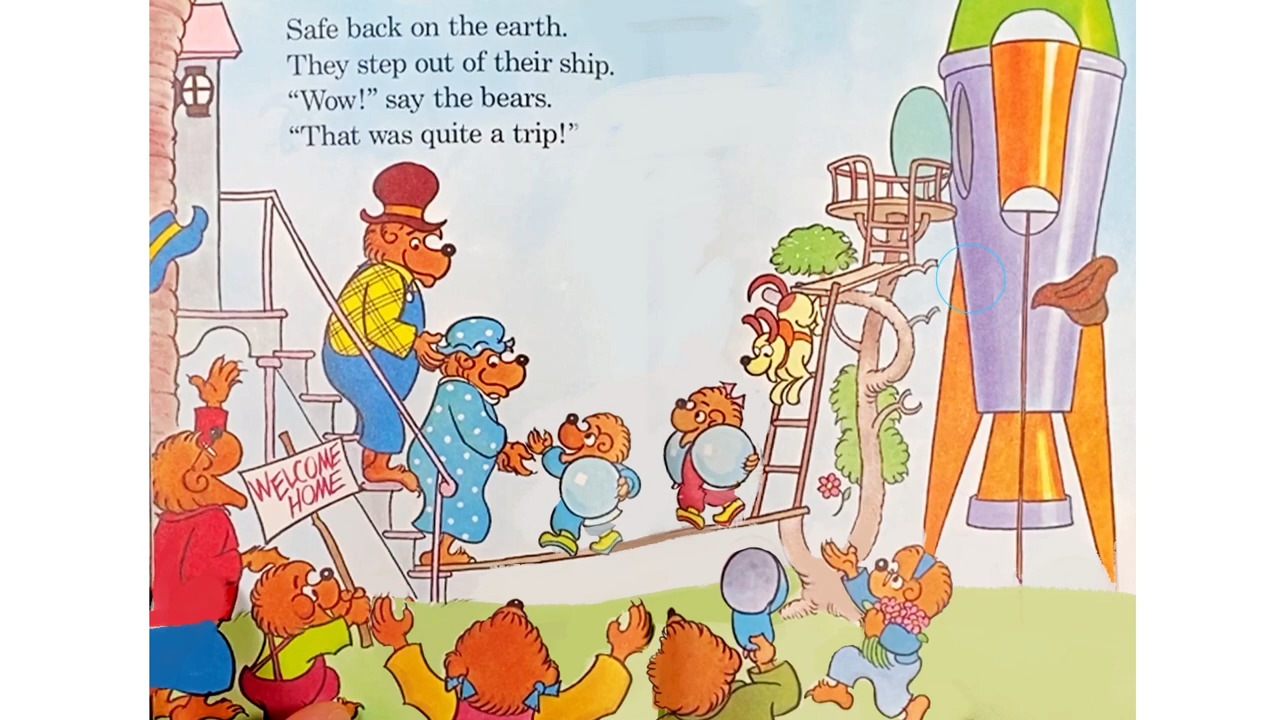 Safe back on the earth.
They step out of their ship.
“Wow!” say the bears.
“That was quite a trip!”
WELCOME
HOME